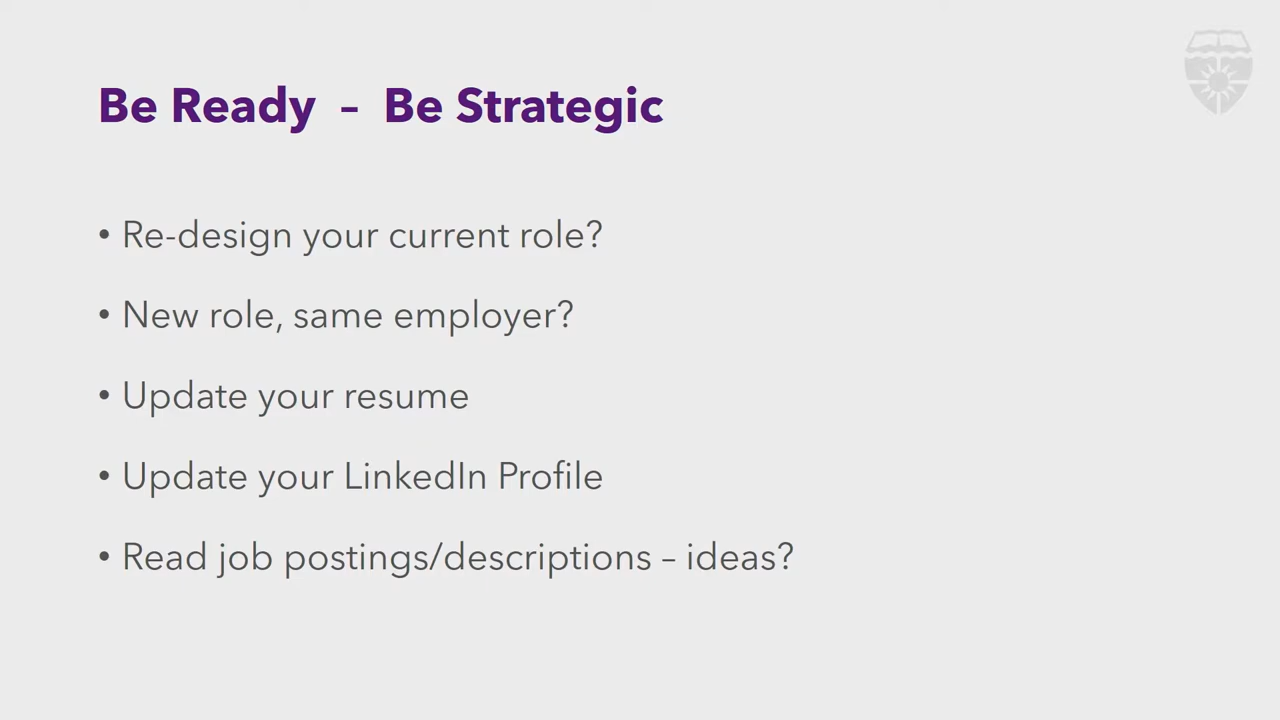 Be Ready – Be Strategic
• Re-design your current role?
• New role, same employer?
• Update your resume
• Update your LinkedIn Profile
• Read job postings/descriptions – ideas?